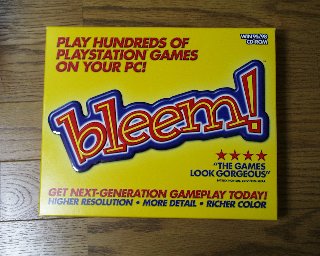 PLAY HUNDREDS OF
PLAYSTATION GAMES
ON YOUR PC!
WIN 95/98
CD-ROM
bleem!
★★★★
"THE GAMES
LOOK GORGEOUS"
GET NEXT-GENERATION GAMEPLAY TODAY!
HIGHER RESOLUTION • MORE DETAIL • RICHER COLOR